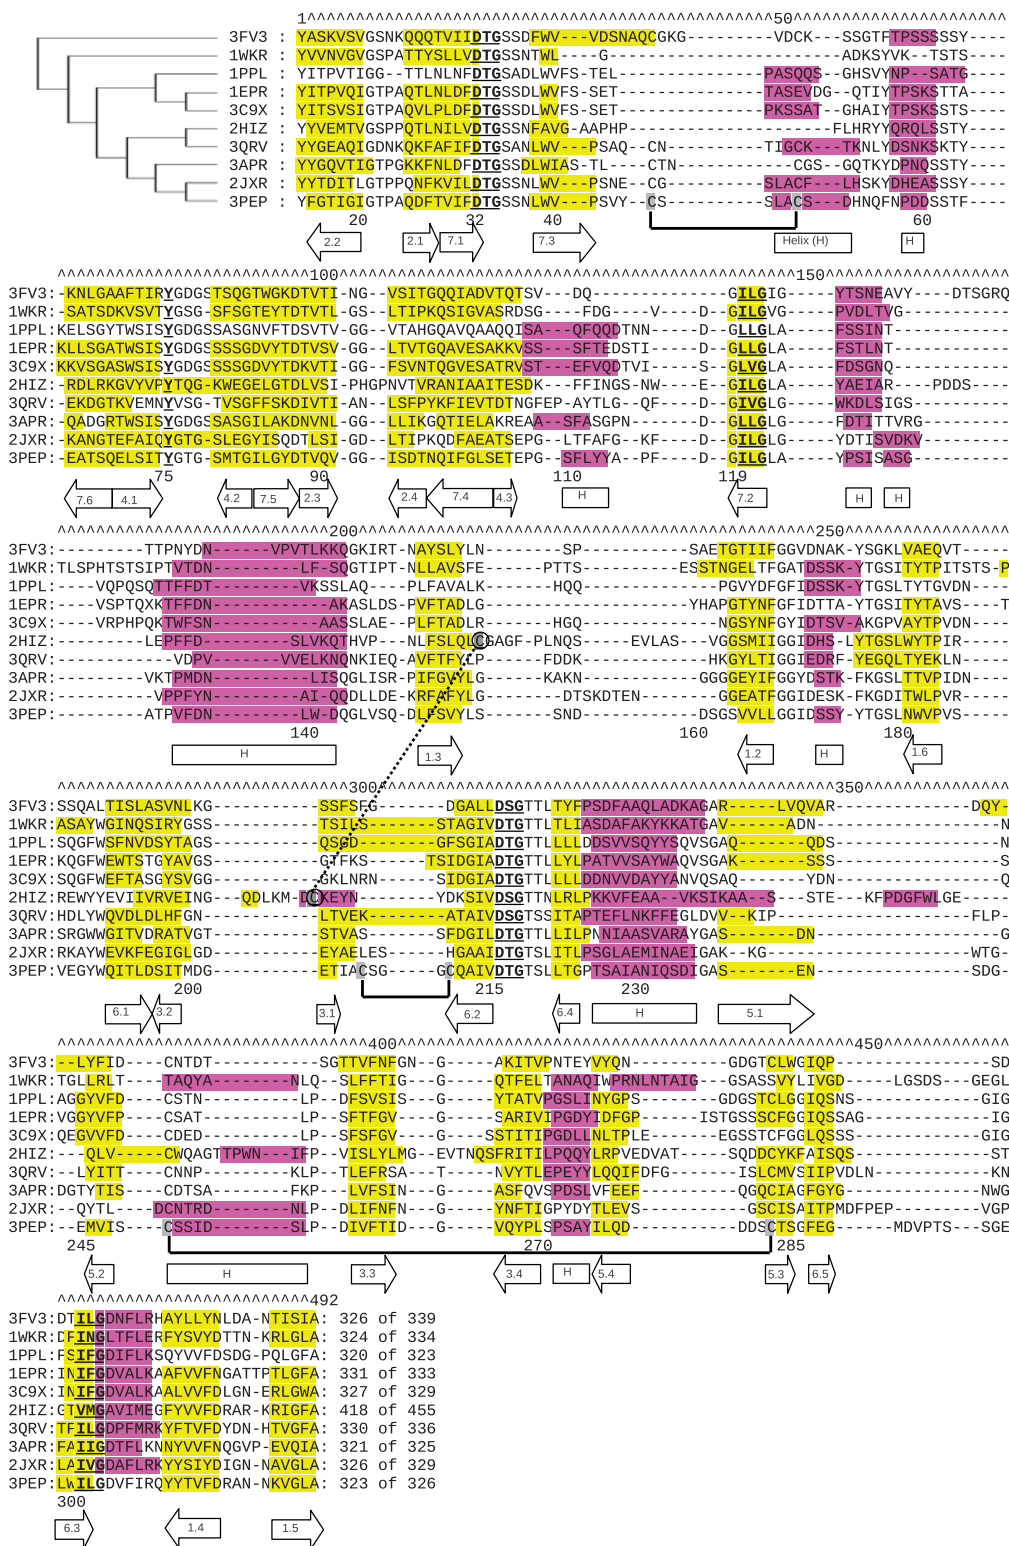 1^^^^^^^^^^^^^^^^^^^^^^^^^^^^^^^^^^^^^^^^^^^^^^^^50^^^^^^^^^^^^^^^^^^^^^^^^
3FV3 : YASKVSVGSNKQQQTVIIDTGSSDFWV---VDSNAQCGKG----------VDCK-SSGTFTPSSSSSSY----
1WKR : YVVNVGVGSPATTYSLLVDTGSSNTWL-----G---------------------ADKSYVK-TSTS-----
1PPL : YITPVTIGG-TTLNLNFDTGSADLWVFS-TEL----------------PASQQS-GHSVYNP--SATG---
1EPR : YITPVQIGTPAQTLNLDFDTGSSDLWVFS-SET---------------TASEVDG-QTIYTPSKSTTA----
3C9X : YITSVSIGTPAQVLPLDFDTGSSDLWVFS-SET---------------PKSSAT-GHAIYTPSKSSTS----
2HIZ : YYVEMTVGSPPQTLNILVDTGSSNFAVG-AAPHP---------------------FLHRYYQRQLSSTY----
3QRV : YYGEAQIGDNKQKFAFIFDTGSANLWV---PSAQ--CN-----------TIGCK---TKNLYDSNKSKTY----
3APR : YYGQVTIGTPGKKFNLDFDTGSSDLWIAS-TL----CTN--------------CGS-GQTKYDPNQSSTY----
2JXR : YYTDITLGTPPQNFKVILDTGSSNLWV---PSNE--CG-----------SLACF---LHSKYDHEASSSY----
3PEP : YFGTIGIGTPAQDFTVIFDTGSSNLWV---PSVY--CS-----------SLACS---DHNQFNPDDSSTF----
20 32 40 60
2.2 2.1 7.1 7.3 Helix (H) H
^^^^^^^^^^^^^^^^^^^^^^^^^^^^^^^^100^^^^^^^^^^^^^^^^^^^^^^^^^^^^^^^^^^^^^^^^^^^^^^^150^^^^^^^^^^^^^^^^^^^
3FV3: -KNLGAAFTIRYGDGSTSQGTWGKDTVTI-NG---VSITGQQIADVTQTSV---DQ---------------GILGIG-----YTSNEAVY---DTSGRQ
1WKR: -SATSDKVSVTYGSG-SFSGTEYTDTVTL-GS---LTIPKQSIGVASRDSG-----FDG------V----D--GILGVG-----PVDLTVG----------
1PPL:KELSGYTWSISYGDGSSASGNVFTDSVTV-GG---VTAHGQAVQAAQQISA---QFQQDTNN---D----GLLGLA-----FSSINT----------
1EPR:KLLSGATWSISYGDGSSSSGDVYTDTVSV-GG---LTVTGQAVESAKKVSS---SFTEDSTI------D--GLLGLA-----FSTLNT----------
3C9X:KKVSGASWSISYGDGSSSSGDVYTDKVTI-GG---FSVNTQGVESATRVST---EFVQDTVI----S-----D--GLVGLA-----FDSGNQ----------
2HIZ:-RDLRKGVYVPYTQG-KWEGELGTDLVSI-PHGPNVTVRANIAAITESDK---FFINGS-NW---E----GILGLA-----YAEIAR-----PDDS--
3QRV:-EKDGTKVEMNYVSG-TVSGFFSKDIVTI-AN---LSFPYKFIEVTDTNGFEP-AYTLG-QF---D----GIVGLG-----WKDLSIGS----------
3APR:-QADGRTWSISYGDGSSASGILAKDNVNL-GG---LLIKGQTIELAKREAA-SFASGPN-------D----GLLGLG------FDTITTVRG----------
2JXR:-KANGTEFAIQYGTG-SLEGYISQDTLSI-GD---LTIPKQDFAEATSEPG--LTFAFG-KF---D----GILGLG------YDTISVDKV----------
3PEP:-EATSQELSITYGTG-SMTGILGYDTVQV-GG---ISDTNQIFGLSETEPG--SFLYYA-PF---D----GILGLA------YPSISASG----------
75 90 110 119
7.6 4.1 4.2 7.5 2.3 2.4 7.4 4.3 H 7.2 H H
^^^^^^^^^^^^^^^^^^^^^^^^^^^^^^^^^^^200^^^^^^^^^^^^^^^^^^^^^^^^^^^^^^^^^^^^^^^^^^^^^^^250^^^^^^^^^^^^^^^^
3FV3:---------TTPNYDN------VPVTLKKQGKIRT-NAYSLYLN-------SP-----------SAETGTIIFGGVDNAK-YSGKLVAEQVT------
1WKR:TLSPHTSTSIPTVTDN-------LF-SQGTIPT-NLLAVSFE------PTTS--------ESSTNGELTFGATDSSK-YTGSITYTPITSTS-P
1PPL:------VQPQSQTTFFDT------VKSSLAQ---PLFAVALK-----HQQ--------------PGVYDFGFIDSSK-YTGSLTYTGVDN-----
1EPR:-----VSPTQXKTFFDN-------AKASLDS-PVFTADLG----------------YHAPGTYNFGFIDTTA-YTGSITYTAVS-----T
3C9X:-----VRPHPQKTWFSN-------AASSLAE-PLFTADLR-----HGQ------------NGSYNFGYIDTSV-AKGPVAYTPVDN-----
2HIZ:---------LEPFFD------SLVKQTHVP---NLFSLQLCGAGF-PLNQS----EVLAS---VGGSMIIGGIDHS--LYTGSLWYTPIR------
3QRV:------------VDPV------VVELKNQNKIEQ-AVFTFYLP------FDDK---------HKGYLTIGGIEDRF-YEGQLTYEKLN------
3APR:---------VKTPMDN------LISQGLISR-PIFGVYLG------KAKN--------GGGGEYIFGGYDSTK-FKGSLTTVPIDN-----
2JXR:----------VPPFYN------AI-QQDLLDE-KRFAFYLG--------DTSKDTEN--------GGEATFGGIDESK-FKGDITWLPVR------
3PEP:---------ATPVFDN------LW-DQGLVSQ-DLFSVYLS-------SND---------DSGSVVLLGGIDSSY-YTGSLNWVPVS------
140 160 180
H 1.3 1.2 H 1.6
^^^^^^^^^^^^^^^^^^^^^^^^^^^^^^^^^^^^^300^^^^^^^^^^^^^^^^^^^^^^^^^^^^^^^^^^^^^^^^^^^^^^^350^^^^^^^^^^^^^^^
3FV3:SSQALTISLASVNLKG----------SSFSFG--------DGALLDSGTTLTYFPSDFAAQLADKAGAR-----LVQVAR------------DQY-
1WKR:ASAYWGINQSIRYGSS---------TSILS-------STAGIVDTGTTLTLIASDAFAKYKKATGAV------ADN---------------N
1PPL:SQGFWSFNVDSYTAGS---------QSGD--------GFSGIADTGTTLLLLDDSVVSQYYSQVSGAQ-----QDS---------------S
1EPR:KQGFWEWTSTGYAVGS---------GTFKS------TSIDGIADTGTTLLYLPATVVSAYWAQVSGAK------SSS---------------S
3C9X:SQGFWEFTASGYSVGG---------GKLNRN-----SIDGIADTGTTLLLLDDNVVDAYYANVQSAQ------YDN---------------Q
2HIZ:REWYYEVIIVRVEING----QDLKM-DCKEYN---------YDKSIVDSGTTNLRLPKKVFEAA--VKSIKAA--S--------EKFPDGFWLGE------
3QRV:HDLYWQVDLDLHFGN-----------LTVEK--------ATAIVDSGTSSITAPTEFLNKFFEGLDVV--KIP------------FLP-
3APR:SRGWWGITVDRATVGT---------STVAS-------SFDGILDTGTTLLILPNNIAASVARAYGAS-------DN----------------G
2JXR:RKAYWEVKFEGIGLGD----------EYAELES------HGAAIDTGTSLITLPSGLAEMINAEIGAK--KG-----------------WTG-
3PEP:VEGYWQITLDSITMDG----------ETIACSG-----GCQAIVDTGTSLLTGPTSAIANIQSDIGAS------EN---------------SDG-
200 215 230
6.1 3.2 3.1 6.2 6.4 H 5.1
^^^^^^^^^^^^^^^^^^^^^^^^^^^^^^^^^^^^^^400^^^^^^^^^^^^^^^^^^^^^^^^^^^^^^^^^^^^^^^^^^^^^^^450^^^^^^^^^^^^^
3FV3:--LYFID----CNTDT--------SGTTVFNFGN--G-----AKITVPNTEYVYQN---------GDGTCLWGIQP---------------SD
1WKR:TGLLRLT----TAQYA-------NLQ--SLFFTIG---G-----QTFELTANAQIWPRNLNTAIG-----GSASSVYLIVGD-----LGSDS--GEGL
1PPL:AGGYVFD----CSTN---------LP--DFSVSIS---G-----YTATVPGSLINYGPS---------GDGSTCLGGIQSNS-----------GIG
1EPR:VGGYVFP----CSAT---------LP--SFTFGV----G-----SARIVIPGDYIDFGP-------ISTGSSSCFGGIQSSAG-----------IG
3C9X:QEGVVFD----CDED---------LP--SFSFGV----G------SSTITIPGDLLNLTPLE---------EGSSTCFGGLQSSS-----------GIG
2HIZ:--QLV------CWQAGTTPWN--IFP--VISLYLMG--EVTNQSFRITILPQQYLRPVEDVAT------SQDDCYKFAISQS-------------ST
3QRV:--LYITT----CNNP---------KLP--TLEFRSA--T------NVYTLEPEYYLQQIFDFG------ISLCMVSIIPVDLN-----------KN
3APR:DGTYTIS----CDTSA--------FKP--LVFSIN---G-----ASFQVSPDSLVFEEF-----------QGQCIAGFGYG-----------NWG
2JXR:--QYTL----DCNTRD-------NLP--DLIFNFN---G-----YNFTIGPYDYTLEVS-----------GSCISAITPMDFPEP-----VGP-
3PEP:--EMVIS----CSSID--------SLP--DIVFTID--G-----VQYPLSPSAYILQD------------DDSCTSGFEG-----MDVPTS--SGE
245 270 285
5.2 H 3.3 3.4 H 5.4 5.3 6.5
^^^^^^^^^^^^^^^^^^^^^^^^^^^^^^^492
3FV3:DTILGDNFLRHAYLLYNLDA-NTISIA: 326 of 339
1WKR:DFINGLTFLERFYSVYDTTN-KRLGLA: 324 of 334
1PPL:FSIFGDIFLKSQYVVFDSDG-PQLGFA: 320 of 323
1EPR:INIFGDVALKAAFVVFNGATTPTLGFA: 331 of 333
3C9X:INIFGDVALKAALVVFDLGN-ERLGWA: 327 of 329
2HIZ:GTVMGAVIMEGFYVVFDRAR-KRIGFA: 418 of 455
3QRV:TFILGDPFMRKYFTVFDYDN-HTVGFA: 330 of 336
3APR:FAIIGDTFLKNNYVVFNQGVP-EVQIA: 321 of 325
2JXR:LAIVGDAFLRKYYSIYDIGN-NAVGLA: 326 of 329
3PEP:LWILGDVFIRQYYTVFDRAN-NKVGLA: 323 of 326
300
6.3 1.4 1.5